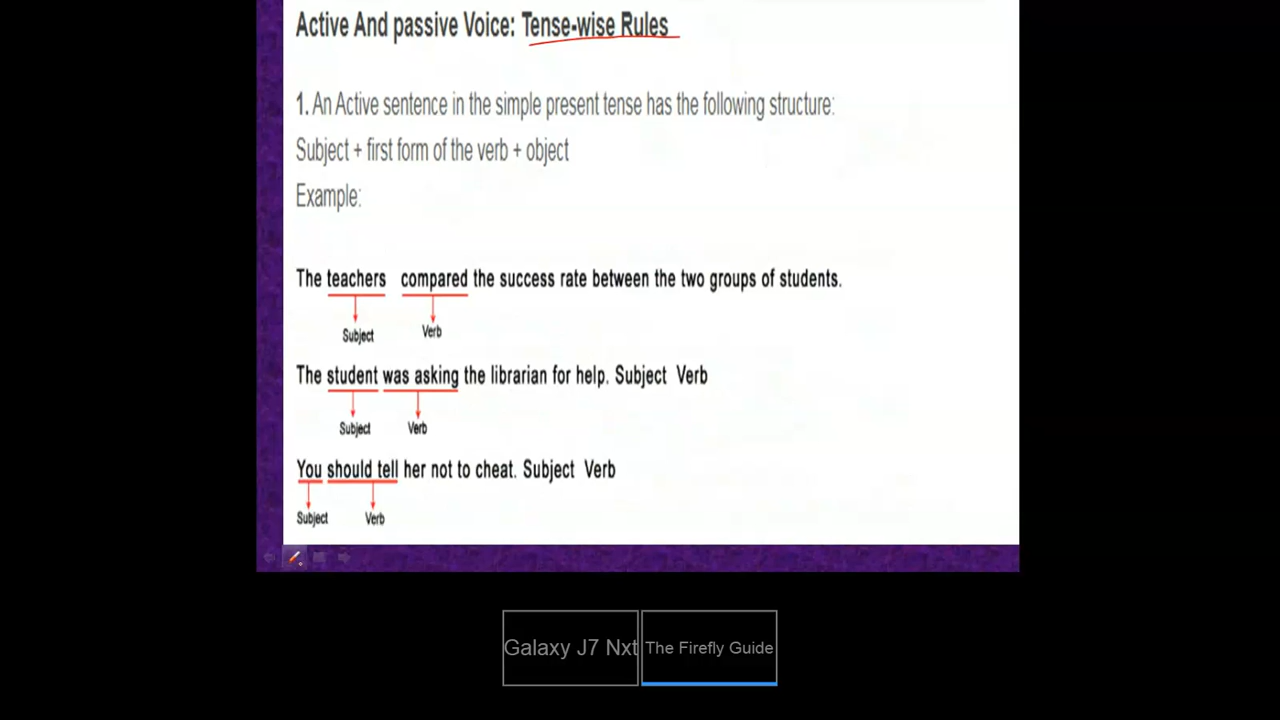 Active And passive Voice: Tense-wise Rules
1. An Active sentence in the simple present tense has the following structure:
Subject + first form of the verb + object
Example:
The teachers compared the success rate between the two groups of students.
Subject Verb
The student was asking the librarian for help. Subject Verb
Subject Verb
You should tell her not to cheat. Subject Verb
Subject Verb
Galaxy J7 Nxt The Firefly Guide